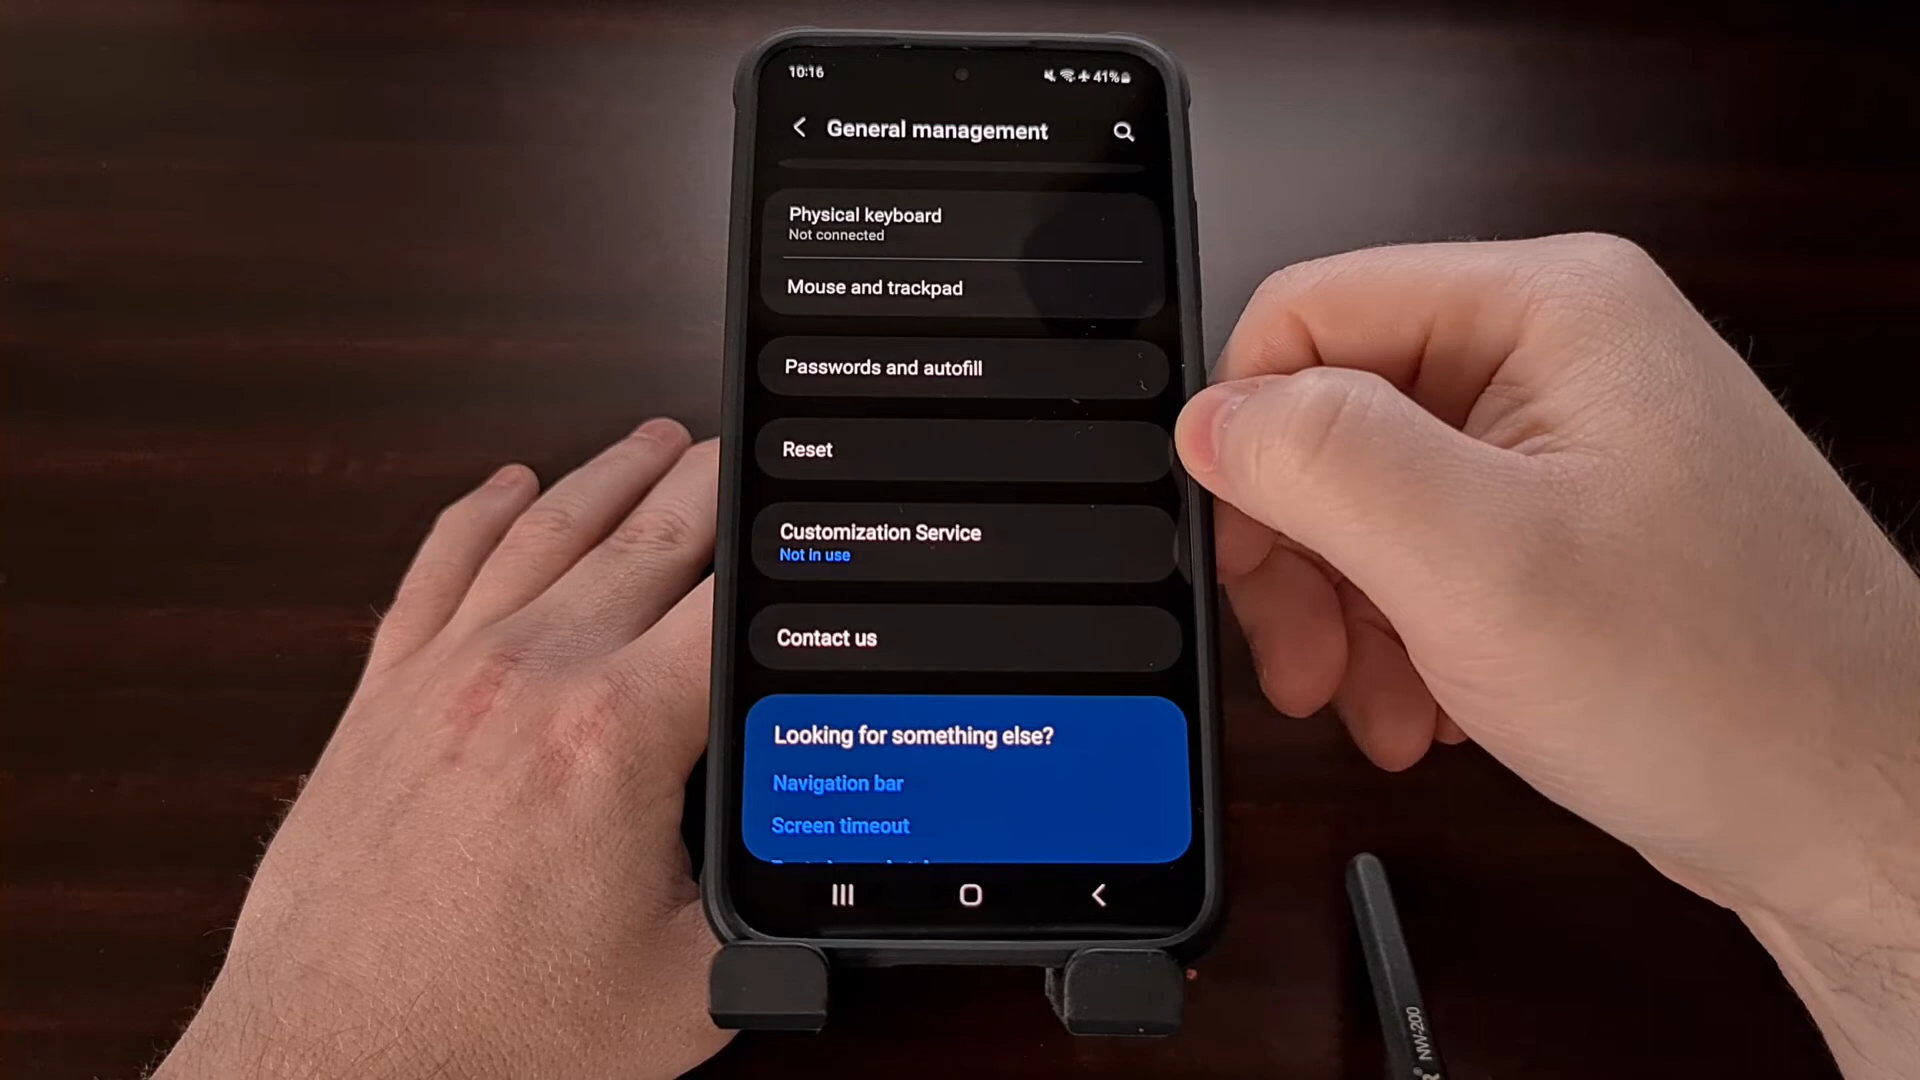 10:16
41%
General management
Physical keyboard
Not connected
Mouse and trackpad
Passwords and autofill
Reset
Customization Service
Not in use
Contact us
Looking for something else?
Navigation bar
Screen timeout
NW-200